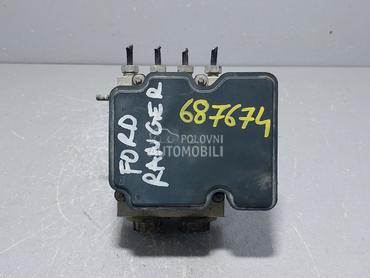 FORD
RANGER
687674
POLOVNI
AUTOMOBILI